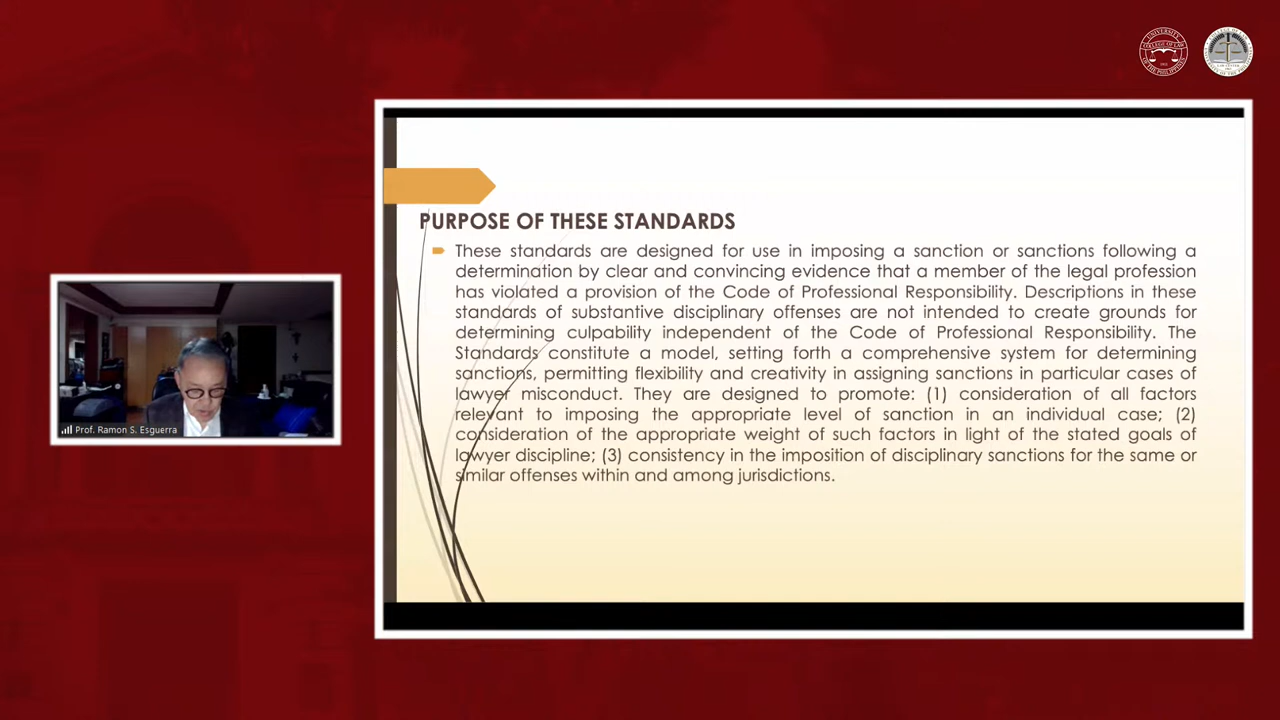 PURPOSE OF THESE STANDARDS
These standards are designed for use in imposing a sanction or sanctions following a
determination by clear and convincing evidence that a member of the legal profession
has violated a provision of the Code of Professional Responsibility. Descriptions in these
standards of substantive disciplinary offenses are not intended to create grounds for
determining culpability independent of the Code of Professional Responsibility. The
Standards constitute a model, setting forth a comprehensive system for determining
sanctions, permitting flexibility and creativity in assigning sanctions in particular cases of
lawyer misconduct. They are designed to promote: (1) consideration of all factors
relevant to imposing the appropriate level of sanction in an individual case; (2)
consideration of the appropriate weight of such factors in light of the stated goals of
lawyer discipline; (3) consistency in the imposition of disciplinary sanctions for the same or
similar offenses within and among jurisdictions.
Prof. Ramon S. Esguerra